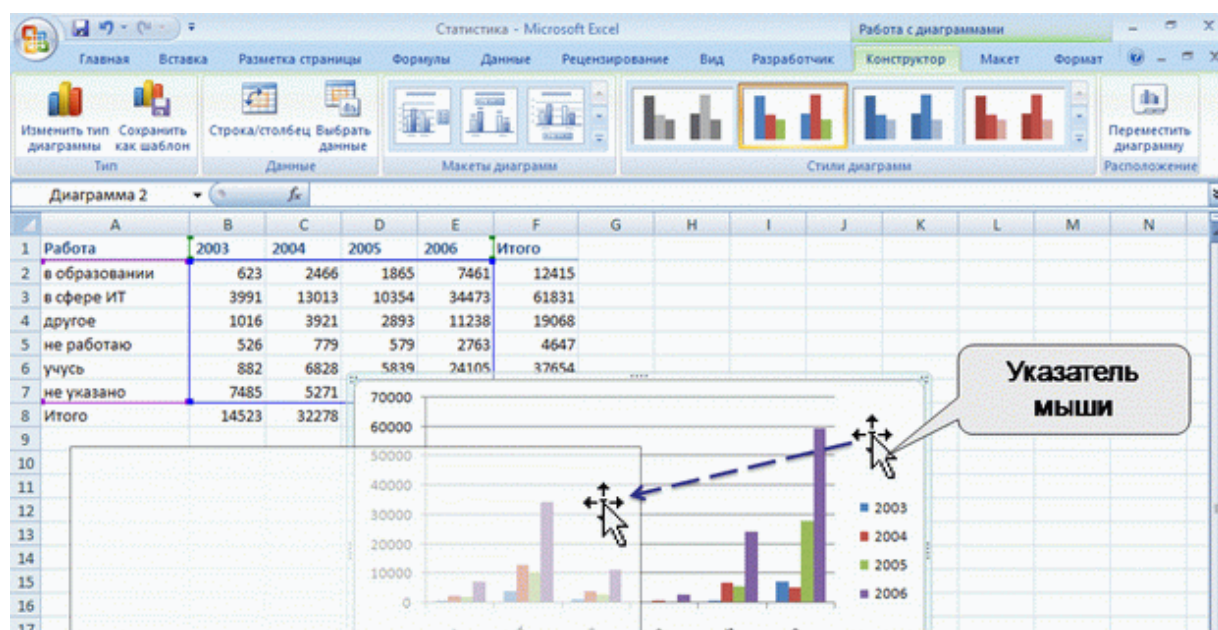 Статистика - Microsoft Excel
Работа с диаграммами
Главная Вставка Разметка страницы Формулы Данные Рецензирование Вид Разработчик Конструктор Макет Формат
Изменить тип диаграммы Сохранить как шаблон
Строка/столбец Выбрать данные
Переместить диаграмму
Тип Данные Макеты диаграмм Стили диаграмм Расположение
Диаграмма 2 fx
A B C D E F G H I J K L M N
1 Работа 2003 2004 2005 2006 Итого
2 в образовании 623 2466 1865 7461 12415
3 в сфере ИТ 3991 13013 10354 34473 61831
4 другое 1016 3921 2893 11238 19068
5 не работаю 526 779 579 2763 4647
6 учусь 882 6828 5839 24105 37654
7 не указано 7485 5271
8 Итого 14523 32278
9
10
11
12
13
14
15
16
17
Указатель
мыши
70000
60000
50000
40000
30000
20000
10000
0
2003
2004
2005
2006